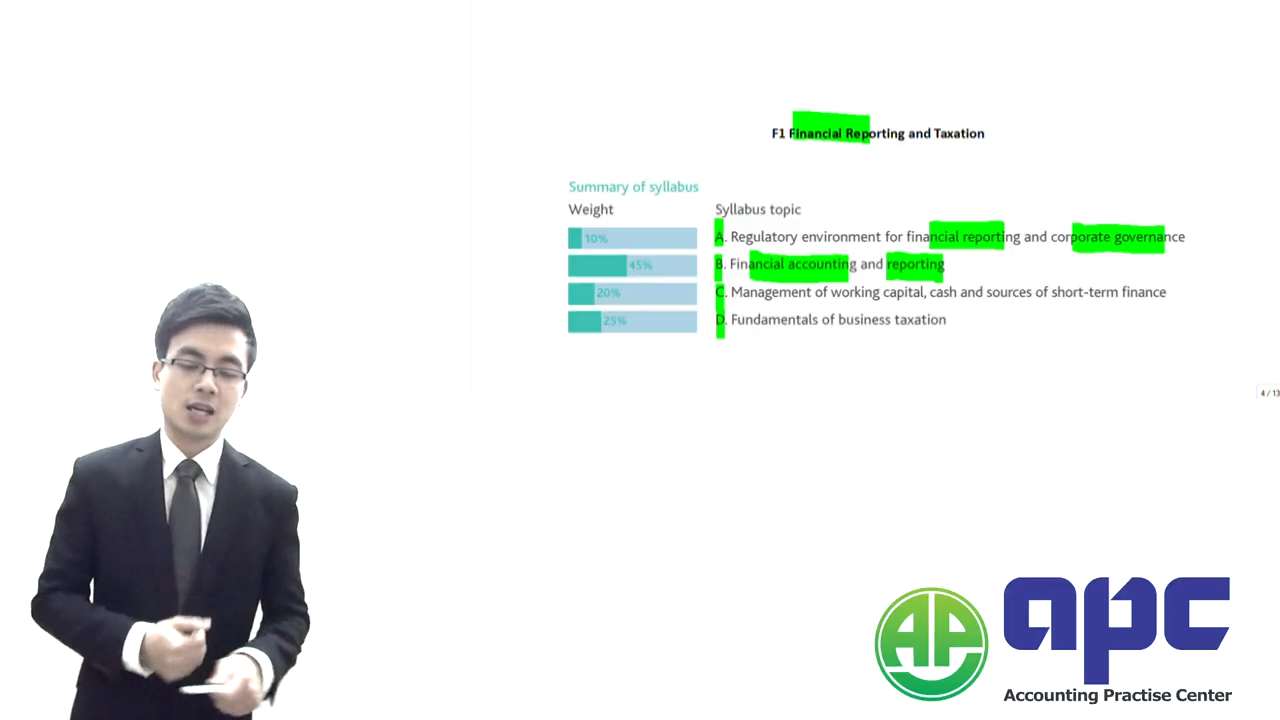 F1 Financial Reporting and Taxation
Summary of syllabus
Weight
Syllabus topic
10%
A. Regulatory environment for financial reporting and corporate governance
45%
B. Financial accounting and reporting
20%
C. Management of working capital, cash and sources of short-term finance
25%
D. Fundamentals of business taxation
4 / 13
AP
apc
Accounting Practise Center